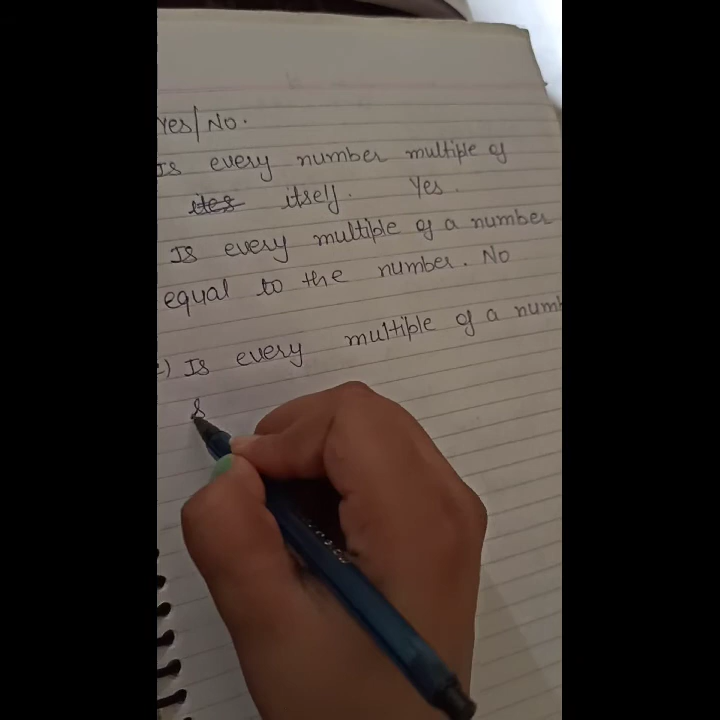 Yes/No.
Is every number multiple of
itself. Yes.
Is every multiple of a number
equal to the number. No
) Is every multiple of a